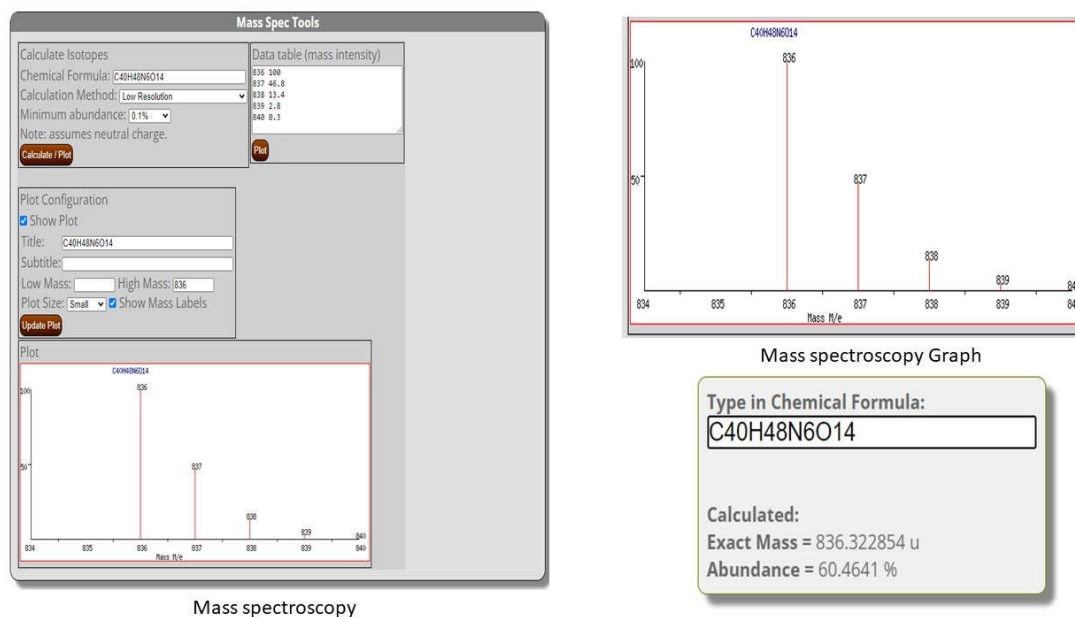 Mass Spec Tools
Calculate Isotopes
Chemical Formula: C40H48N6O14
Calculation Method: Low Resolution
Minimum abundance: 0.1%
Note: assumes neutral charge.
Calculate / Plot
Data table (mass intensity)
836 100
837 46.8
838 13.4
839 2.8
840 0.3
Plot
Plot Configuration
Show Plot
Title: C40H48N6O14
Subtitle:
Low Mass: High Mass: 836
Plot Size: Small Show Mass Labels
Update Plot
Plot
C40H48N6O14
100
836
50
837
838
839
840
834 835 836 837 838 839 840
Mass M/e
Mass spectroscopy
C40H48N6O14
100
836
50
837
838
839
84
834 835 836 837 838 839 84
Mass M/e
Mass spectroscopy Graph
Type in Chemical Formula:
C40H48N6O14
Calculated:
Exact Mass = 836.322854 u
Abundance = 60.4641 %